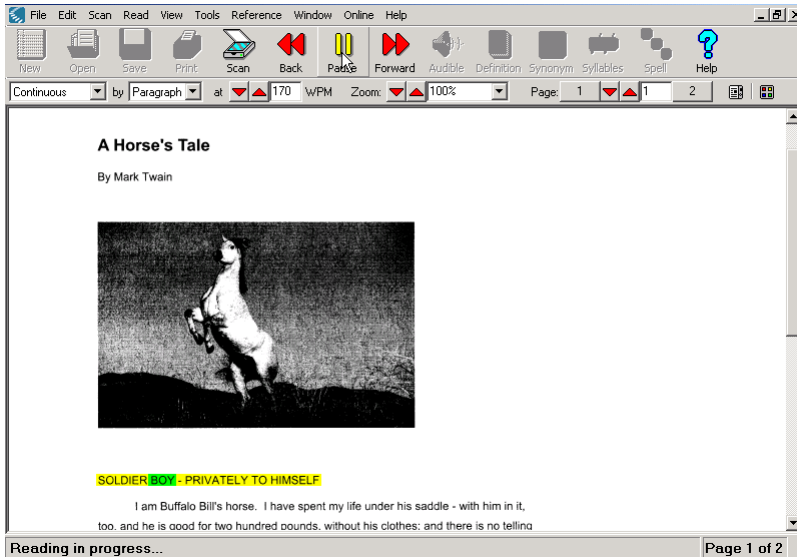 File Edit Scan Read View Tools Reference Window Online Help
New Open Save Print Scan Back Pause Forward Audible Definition Synonym Syllables Spell Help
Continuous by Paragraph at 170 WPM Zoom: 100% Page: 1 1 2
A Horse's Tale
By Mark Twain
SOLDIER BOY - PRIVATELY TO HIMSELF
I am Buffalo Bill's horse. I have spent my life under his saddle - with him in it,
too, and he is good for two hundred pounds, without his clothes; and there is no telling
Reading in progress... Page 1 of 2